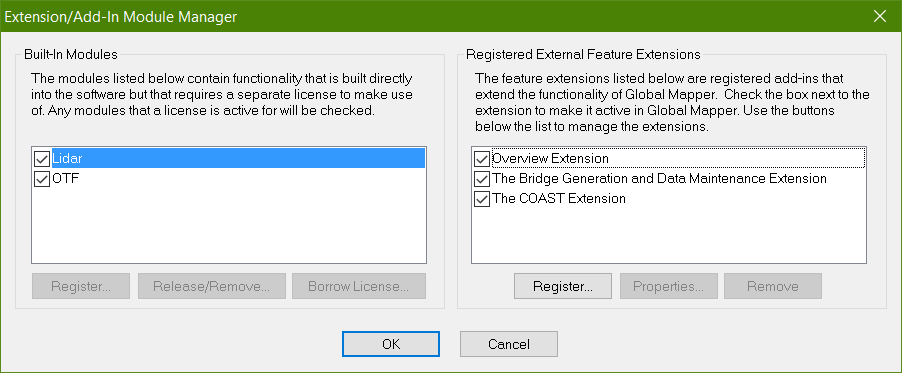 Extension/Add-In Module Manager
Built-In Modules
The modules listed below contain functionality that is built directly
into the software but that requires a separate license to make use
of. Any modules that a license is active for will be checked.
Lidar
OTF
Register...
Release/Remove...
Borrow License...
Registered External Feature Extensions
The feature extensions listed below are registered add-ins that
extend the functionality of Global Mapper.  Check the box next to the
extension to make it active in Global Mapper. Use the buttons
below the list to manage the extensions.
Overview Extension
The Bridge Generation and Data Maintenance Extension
The COAST Extension
Register...
Properties...
Remove
OK
Cancel